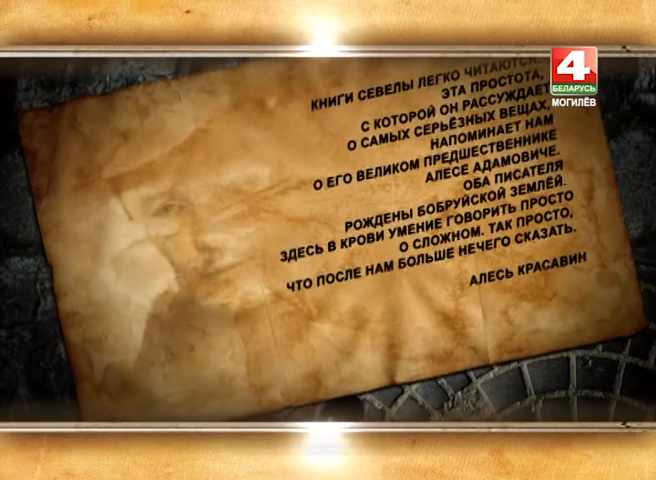 КНИГИ СЕВЕЛЫ ЛЕГКО ЧИТАЮТСЯ.
ЭТА ПРОСТОТА,
С КОТОРОЙ ОН РАССУЖДАЕТ
О САМЫХ СЕРЬЁЗНЫХ ВЕЩАХ,
НАПОМИНАЕТ НАМ
О ЕГО ВЕЛИКОМ ПРЕДШЕСТВЕННИКЕ
АЛЕСЕ АДАМОВИЧЕ.
ОБА ПИСАТЕЛЯ
РОЖДЕНЫ БОБРУЙСКОЙ ЗЕМЛЁЙ.
ЗДЕСЬ В КРОВИ УМЕНИЕ ГОВОРИТЬ ПРОСТО
О СЛОЖНОМ. ТАК ПРОСТО,
ЧТО ПОСЛЕ НАМ БОЛЬШЕ НЕЧЕГО СКАЗАТЬ.
АЛЕСЬ КРАСАВИН
4
БЕЛАРУСЬ
МОГИЛЁВ